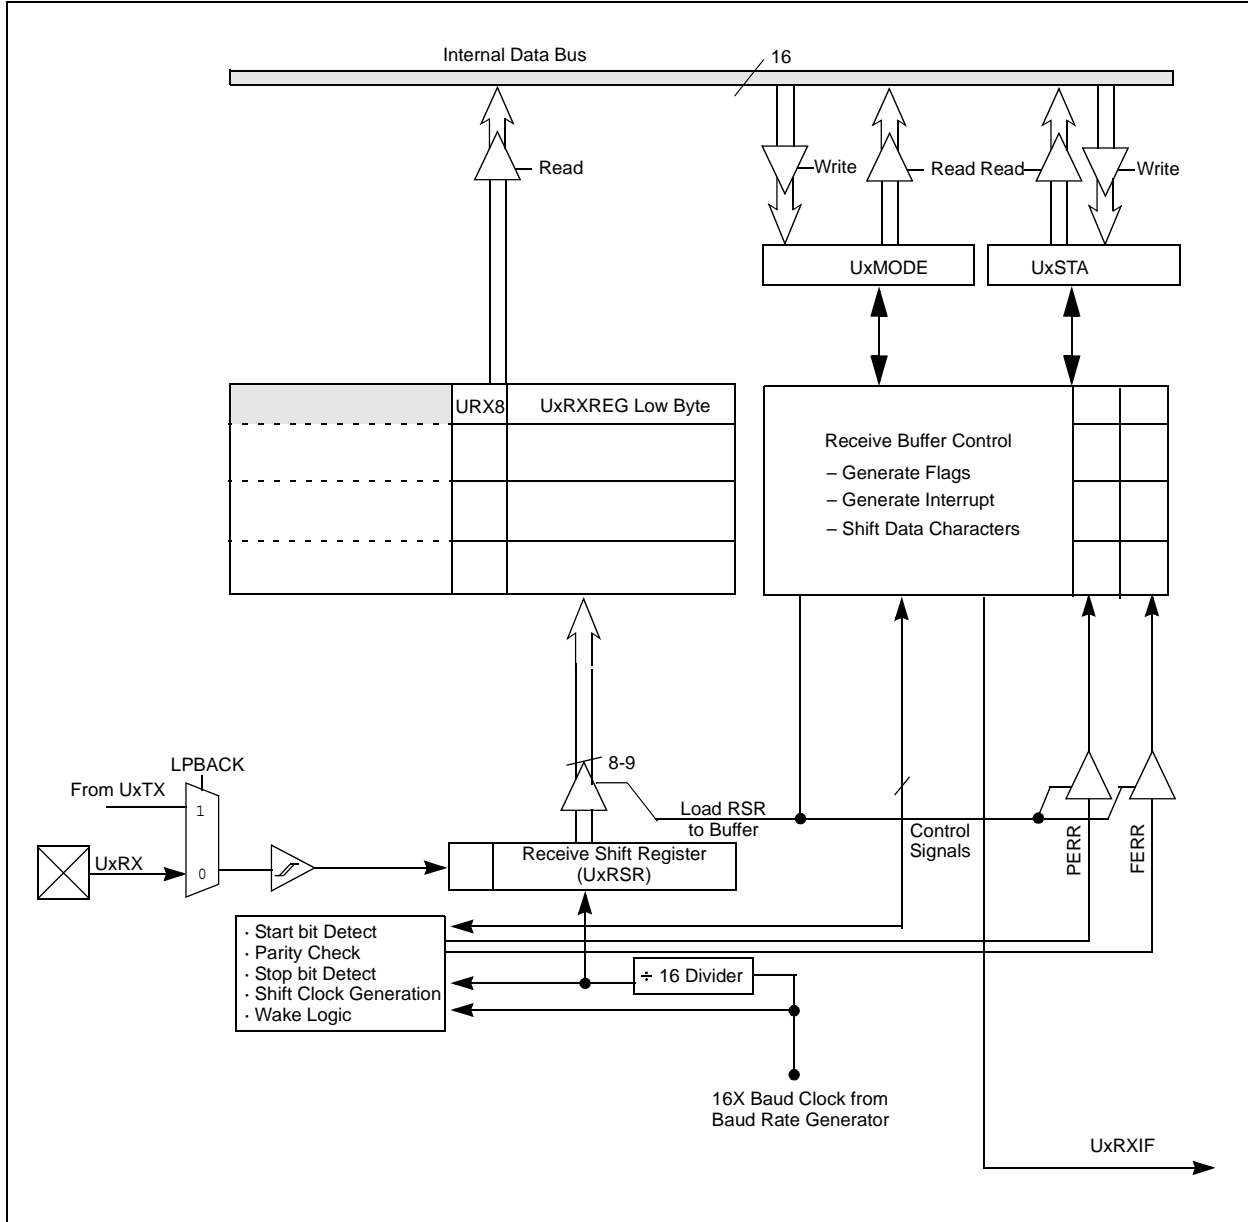 Internal Data Bus
16
Read
Write
Read Read
Write
UxMODE
UxSTA
URX8
UxRXREG Low Byte
Receive Buffer Control
– Generate Flags
– Generate Interrupt
– Shift Data Characters
LPBACK
From UxTX
1
UxRX
0
8-9
Load RSR
to Buffer
Control
Signals
PERR
FERR
Receive Shift Register
(UxRSR)
· Start bit Detect
· Parity Check
· Stop bit Detect
· Shift Clock Generation
· Wake Logic
÷ 16 Divider
16X Baud Clock from
Baud Rate Generator
UxRXIF